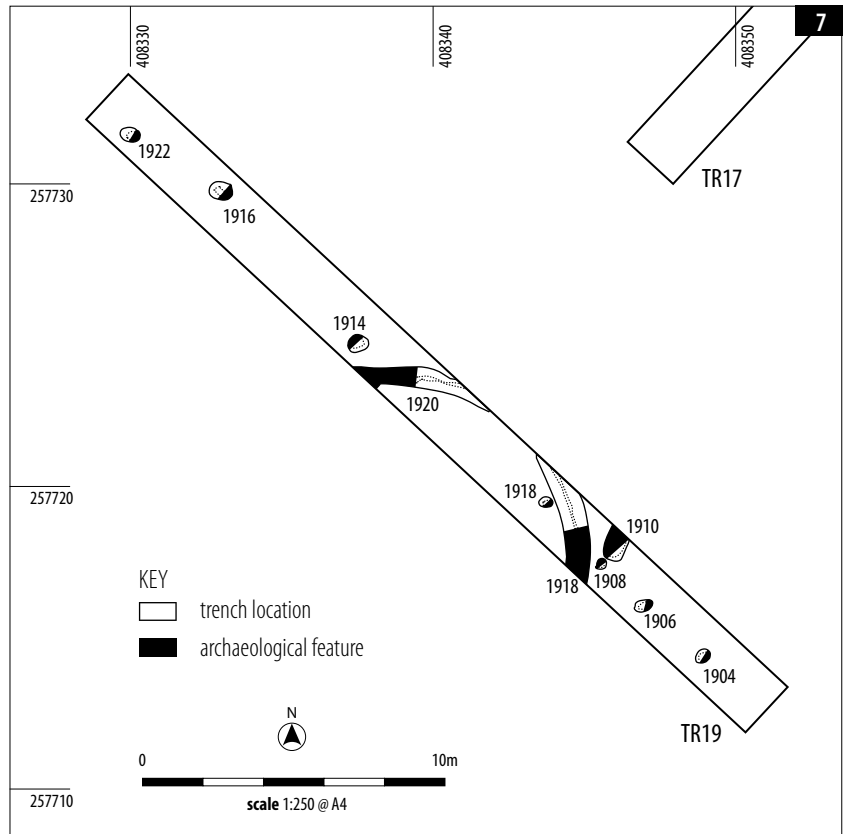 7
408330
408340
408350
TR17
1922
257730
1916
1914
1920
257720
1918
1910
1918
1908
1906
1904
KEY
trench location
archaeological feature
TR19
N
0
10m
scale 1:250 @ A4
257710